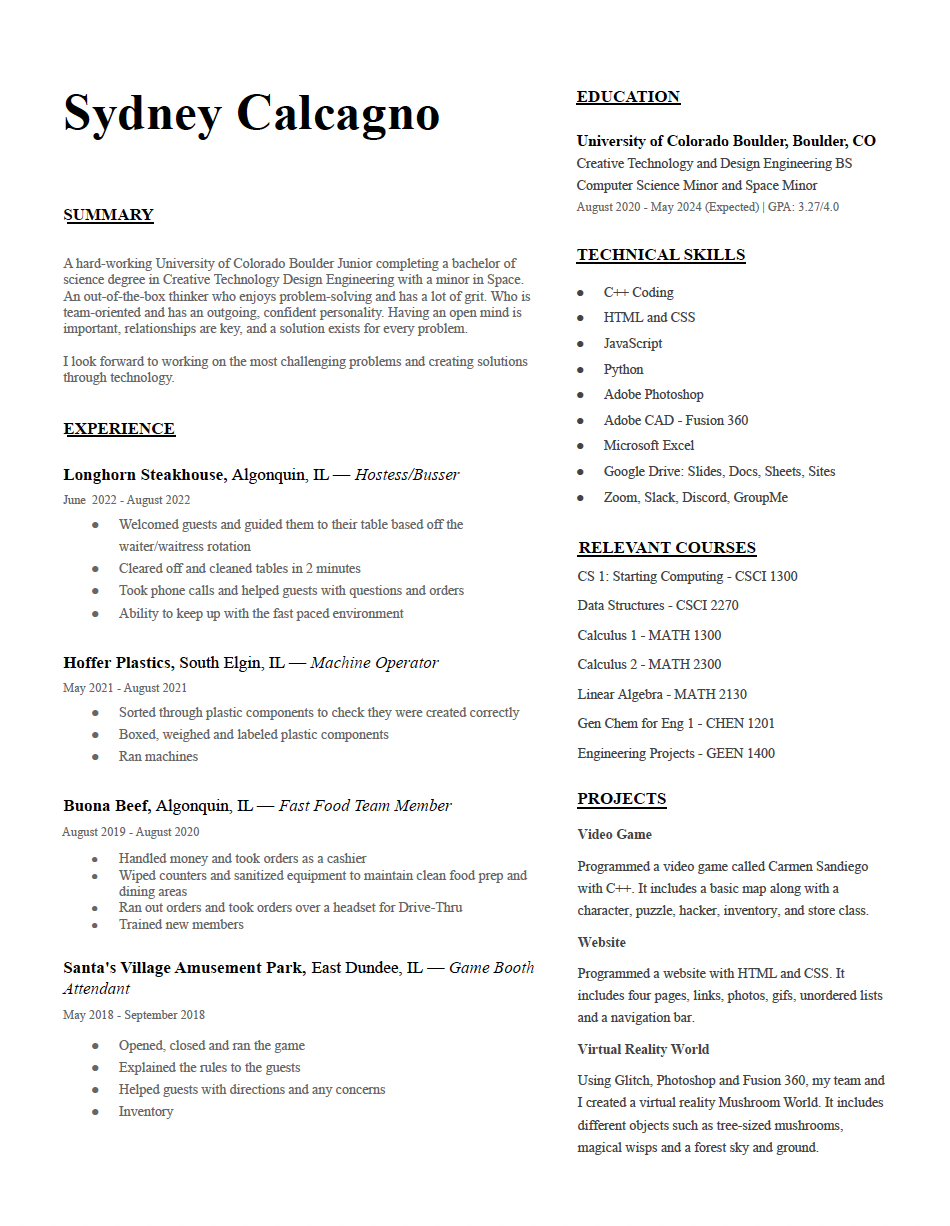 Sydney Calcagno
SUMMARY
A hard-working University of Colorado Boulder Junior completing a bachelor of
science degree in Creative Technology Design Engineering with a minor in Space.
An out-of-the-box thinker who enjoys problem-solving and has a lot of grit. Who is
team-oriented and has an outgoing, confident personality. Having an open mind is
important, relationships are key, and a solution exists for every problem.
I look forward to working on the most challenging problems and creating solutions
through technology.
EXPERIENCE
Longhorn Steakhouse, Algonquin, IL — Hostess/Busser
June 2022 - August 2022
● Welcomed guests and guided them to their table based off the
waiter/waitress rotation
● Cleared off and cleaned tables in 2 minutes
● Took phone calls and helped guests with questions and orders
● Ability to keep up with the fast paced environment
Hoffer Plastics, South Elgin, IL — Machine Operator
May 2021 - August 2021
● Sorted through plastic components to check they were created correctly
● Boxed, weighed and labeled plastic components
● Ran machines
Buona Beef, Algonquin, IL — Fast Food Team Member
August 2019 - August 2020
● Handled money and took orders as a cashier
● Wiped counters and sanitized equipment to maintain clean food prep and
dining areas
● Ran out orders and took orders over a headset for Drive-Thru
● Trained new members
Santa's Village Amusement Park, East Dundee, IL — Game Booth
Attendant
May 2018 - September 2018
● Opened, closed and ran the game
● Explained the rules to the guests
● Helped guests with directions and any concerns
● Inventory
EDUCATION
University of Colorado Boulder, Boulder, CO
Creative Technology and Design Engineering BS
Computer Science Minor and Space Minor
August 2020 - May 2024 (Expected) | GPA: 3.27/4.0
TECHNICAL SKILLS
● C++ Coding
● HTML and CSS
● JavaScript
● Python
● Adobe Photoshop
● Adobe CAD - Fusion 360
● Microsoft Excel
● Google Drive: Slides, Docs, Sheets, Sites
● Zoom, Slack, Discord, GroupMe
RELEVANT COURSES
CS 1: Starting Computing - CSCI 1300
Data Structures - CSCI 2270
Calculus 1 - MATH 1300
Calculus 2 - MATH 2300
Linear Algebra - MATH 2130
Gen Chem for Eng 1 - CHEN 1201
Engineering Projects - GEEN 1400
PROJECTS
Video Game
Programmed a video game called Carmen Sandiego
with C++. It includes a basic map along with a
character, puzzle, hacker, inventory, and store class.
Website
Programmed a website with HTML and CSS. It
includes four pages, links, photos, gifs, unordered lists
and a navigation bar.
Virtual Reality World
Using Glitch, Photoshop and Fusion 360, my team and
I created a virtual reality Mushroom World. It includes
different objects such as tree-sized mushrooms,
magical wisps and a forest sky and ground.